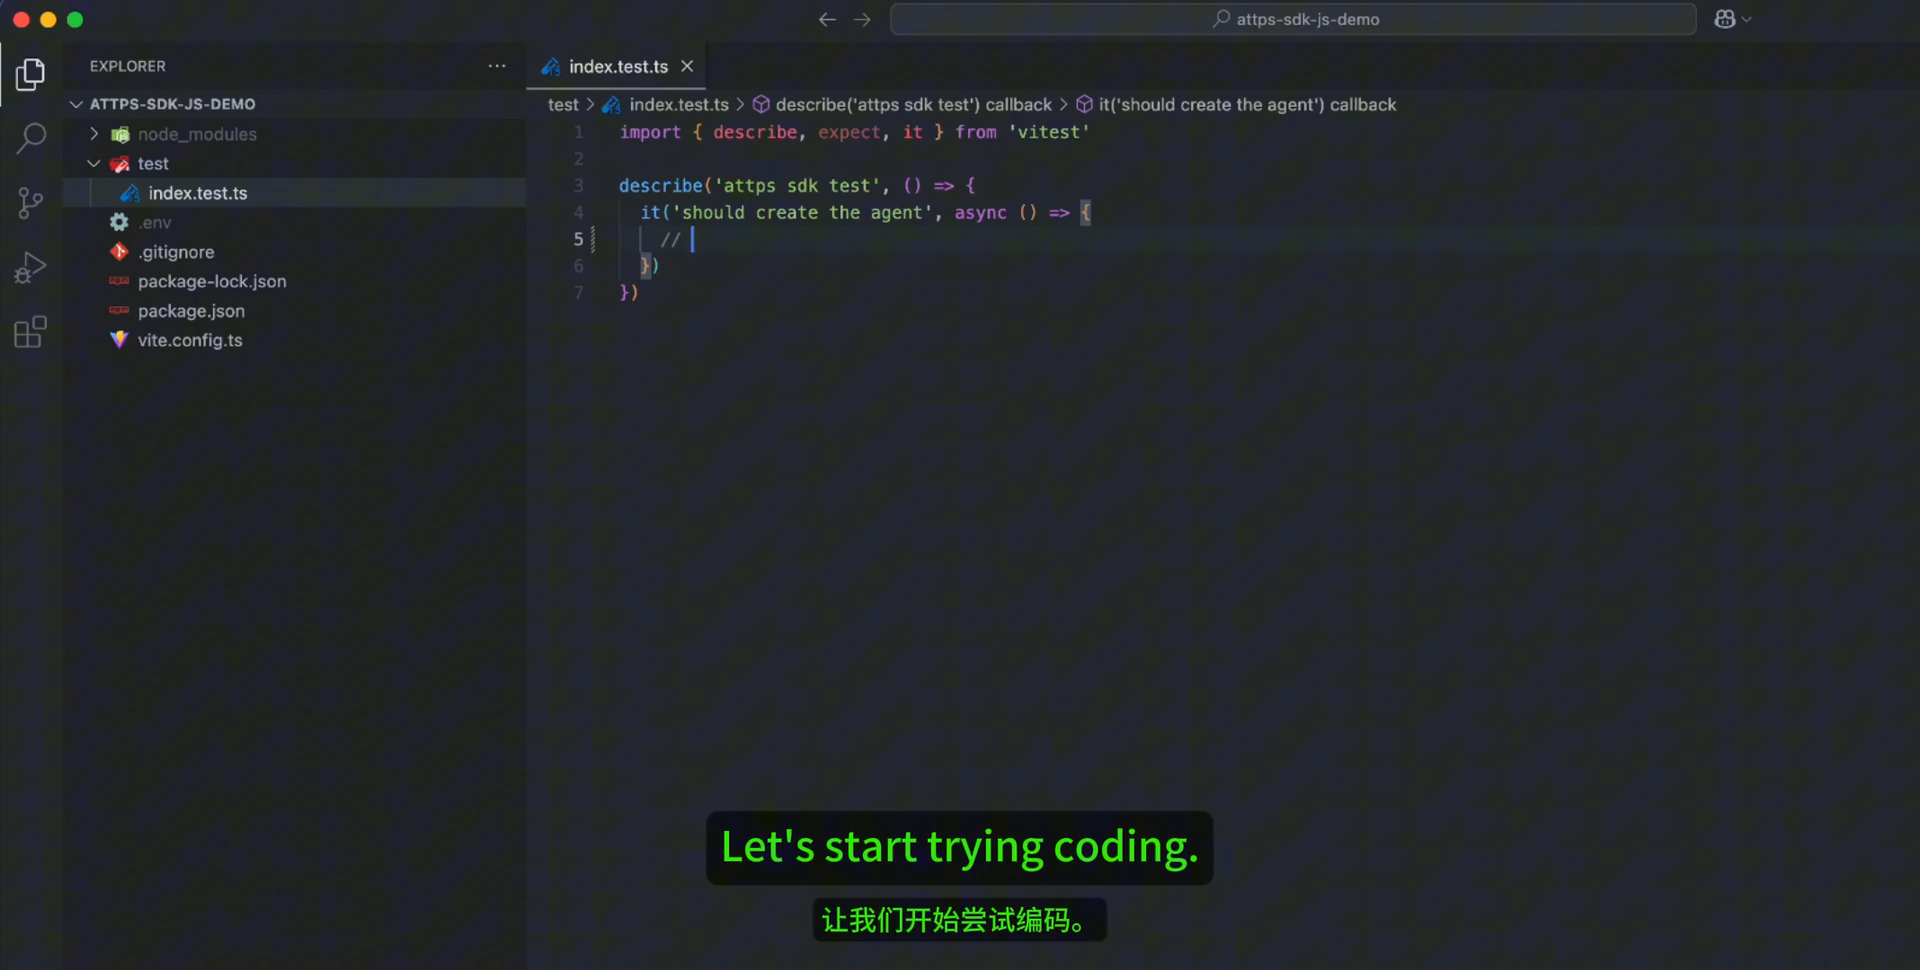 attps-sdk-js-demo
EXPLORER
index.test.ts
ATTPS-SDK-JS-DEMO
node_modules
test
index.test.ts
.env
.gitignore
package-lock.json
package.json
vite.config.ts
test > index.test.ts > describe('attps sdk test') callback > it('should create the agent') callback
1 import { describe, expect, it } from 'vitest'
2
3 describe('attps sdk test', () => {
4 it('should create the agent', async () => {
5 //
6 })
7 })
Let's start trying coding.
让我们开始尝试编码。